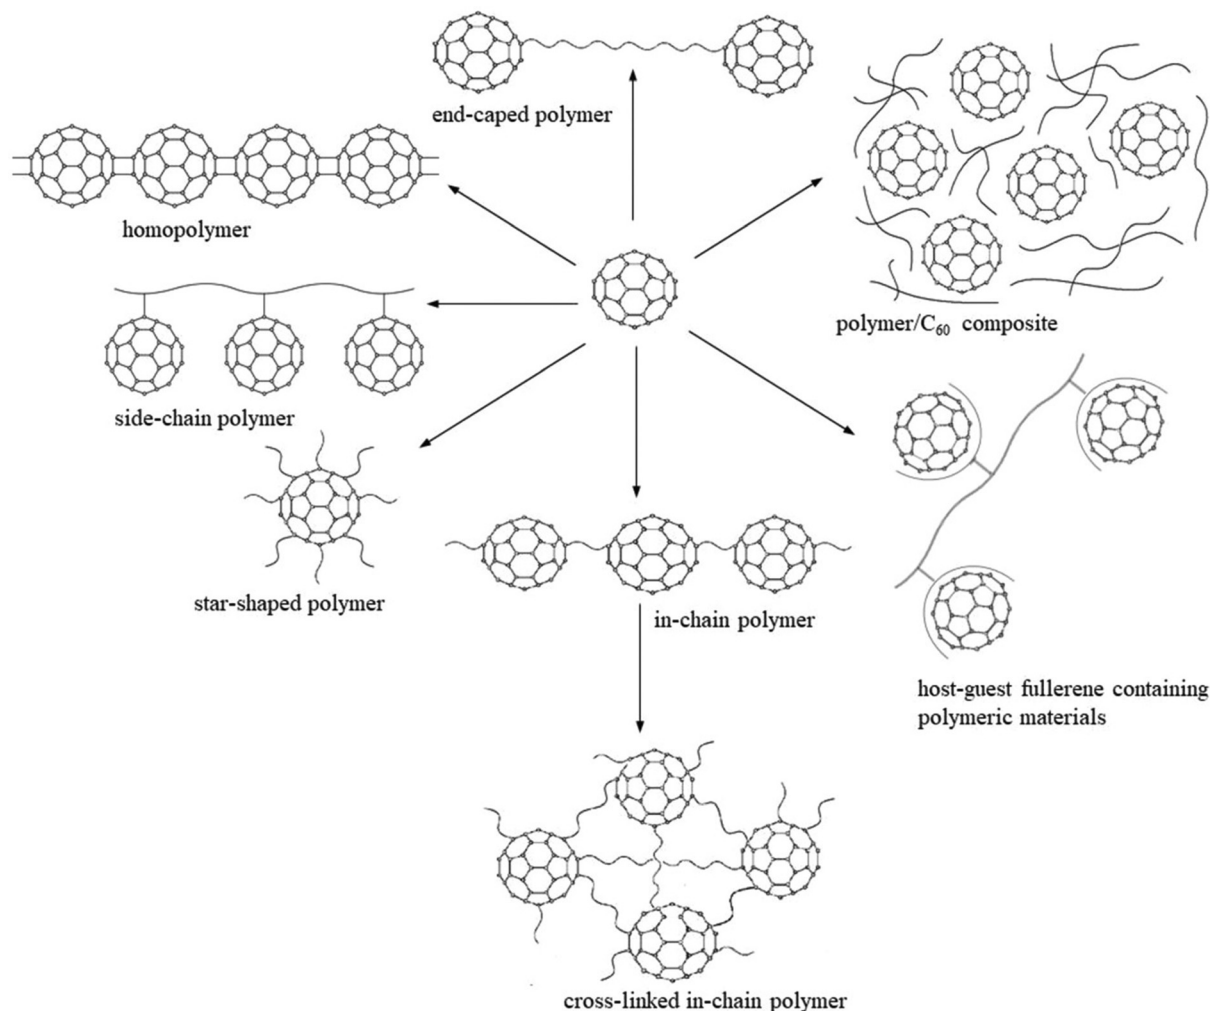 end-caped polymer
homopolymer
polymer/C₆₀ composite
side-chain polymer
star-shaped polymer
in-chain polymer
host-guest fullerene containing
polymeric materials
cross-linked in-chain polymer